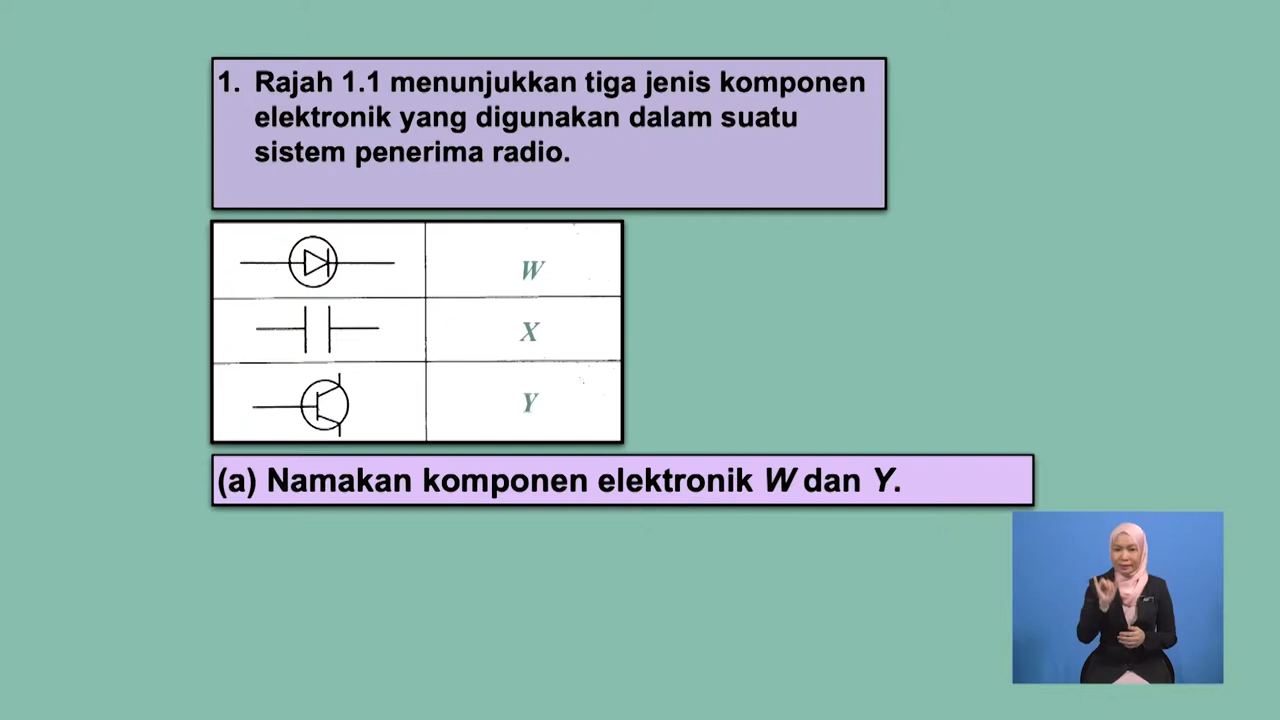 1. Rajah 1.1 menunjukkan tiga jenis komponen
elektronik yang digunakan dalam suatu
sistem penerima radio.
W
X
Y
(a) Namakan komponen elektronik W dan Y.